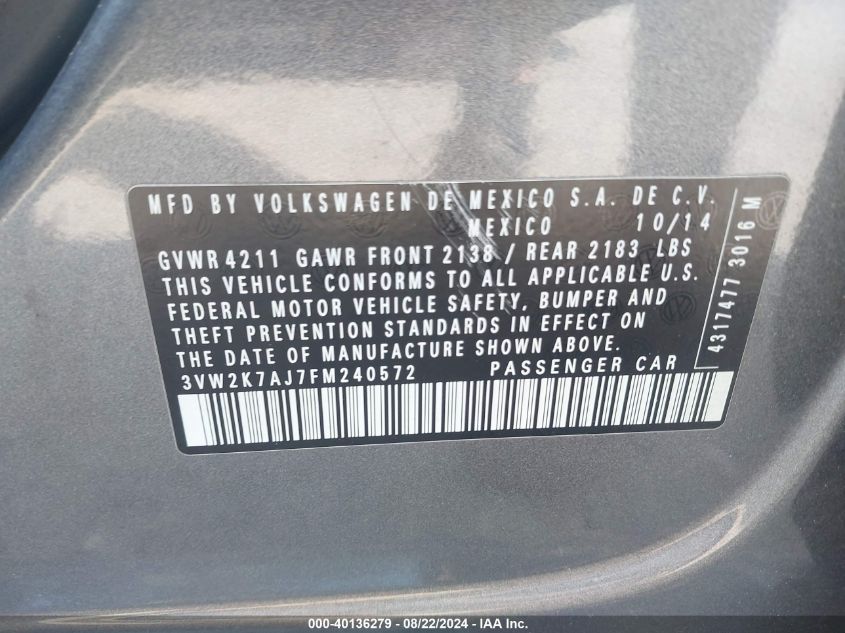 MFD BY VOLKSWAGEN DE MEXICO S.A. DE C.V.
MEXICO 10/14
GVWR 4211 GAWR FRONT 2138 / REAR 2183 LBS
THIS VEHICLE CONFORMS TO ALL APPLICABLE U.S.
FEDERAL MOTOR VEHICLE SAFETY, BUMPER AND
THEFT PREVENTION STANDARDS IN EFFECT ON
THE DATE OF MANUFACTURE SHOWN ABOVE.
3VW2K7AJ7FM240572 PASSENGER CAR
4317477 3016 M
000-40136279 - 08/22/2024 - IAA Inc.